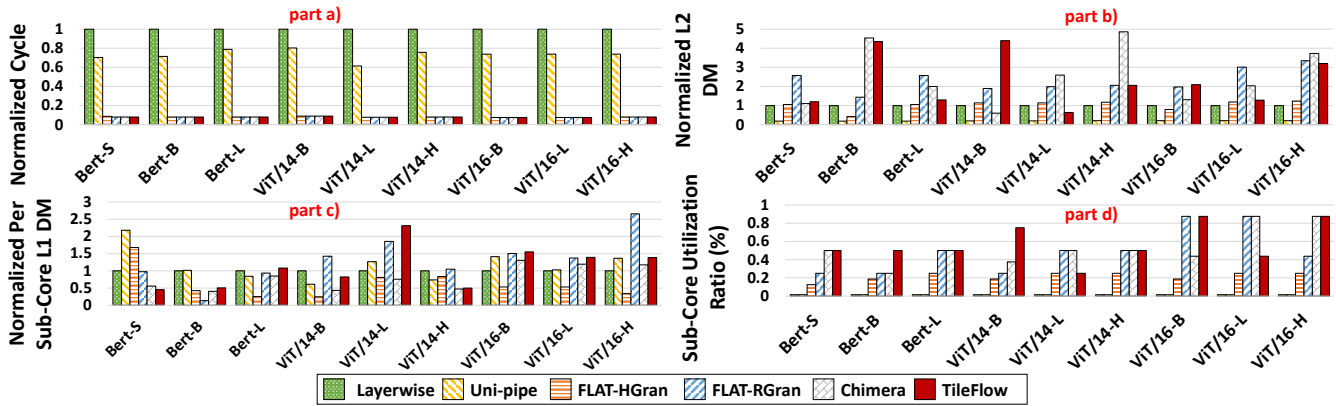 part a)
Normalized Cycle
1
0.8
0.6
0.4
0.2
0
Bert-S
Bert-B
Bert-L
ViT/14-B
ViT/14-L
ViT/14-H
ViT/16-B
ViT/16-L
ViT/16-H
part b)
Normalized L2
DM
5
4
3
2
1
0
Bert-S
Bert-B
Bert-L
ViT/14-B
ViT/14-L
ViT/14-H
ViT/16-B
ViT/16-L
ViT/16-H
part c)
Normalized Per
Sub-Core L1 DM
3
2.5
2
1.5
1
0.5
0
Bert-S
Bert-B
Bert-L
ViT/14-B
ViT/14-L
ViT/14-H
ViT/16-B
ViT/16-L
ViT/16-H
part d)
Sub-Core Utilization
Ratio (%)
1
0.8
0.6
0.4
0.2
0
Bert-S
Bert-B
Bert-L
ViT/14-B
ViT/14-L
ViT/14-H
ViT/16-B
ViT/16-L
ViT/16-H
Layerwise Uni-pipe FLAT-HGran FLAT-RGran Chimera TileFlow